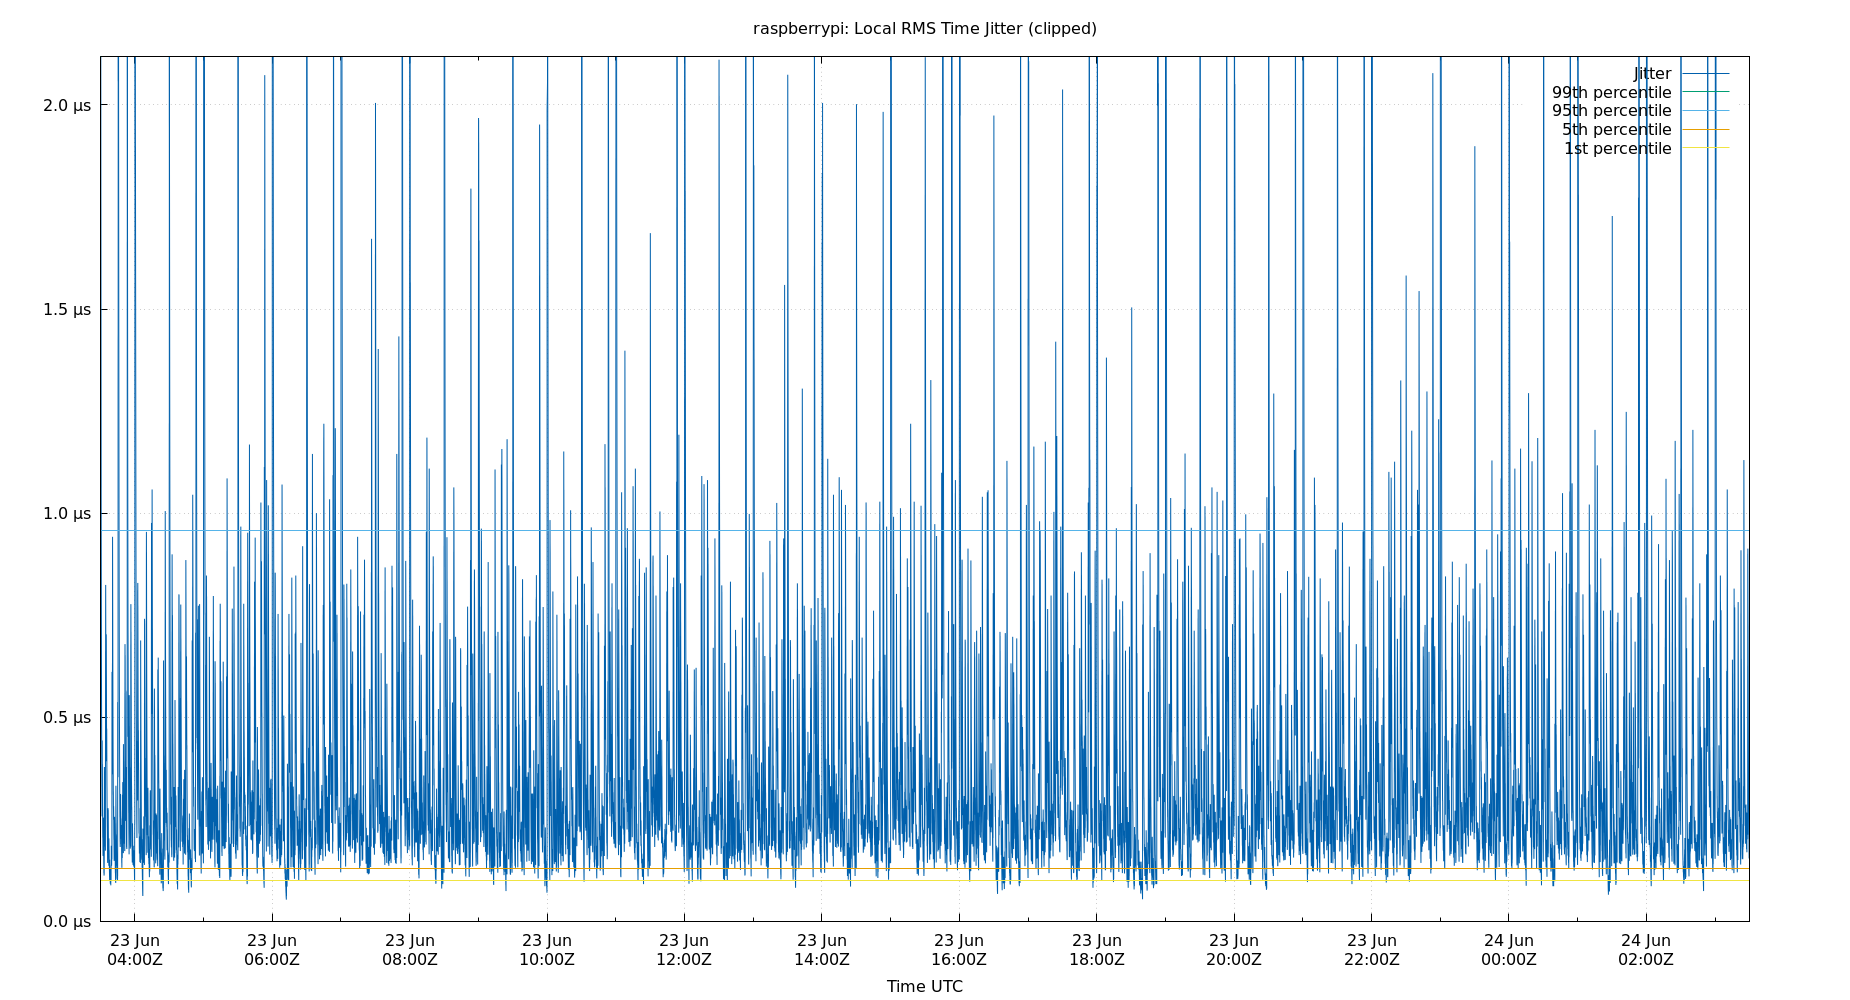 raspberrypi: Local RMS Time Jitter (clipped)
Jitter
99th percentile
95th percentile
5th percentile
1st percentile
2.0 µs
1.5 µs
1.0 µs
0.5 µs
0.0 µs
23 Jun 23 Jun 23 Jun 23 Jun 23 Jun 23 Jun 23 Jun 23 Jun 23 Jun 23 Jun 24 Jun 24 Jun
04:00Z 06:00Z 08:00Z 10:00Z 12:00Z 14:00Z 16:00Z 18:00Z 20:00Z 22:00Z 00:00Z 02:00Z
Time UTC